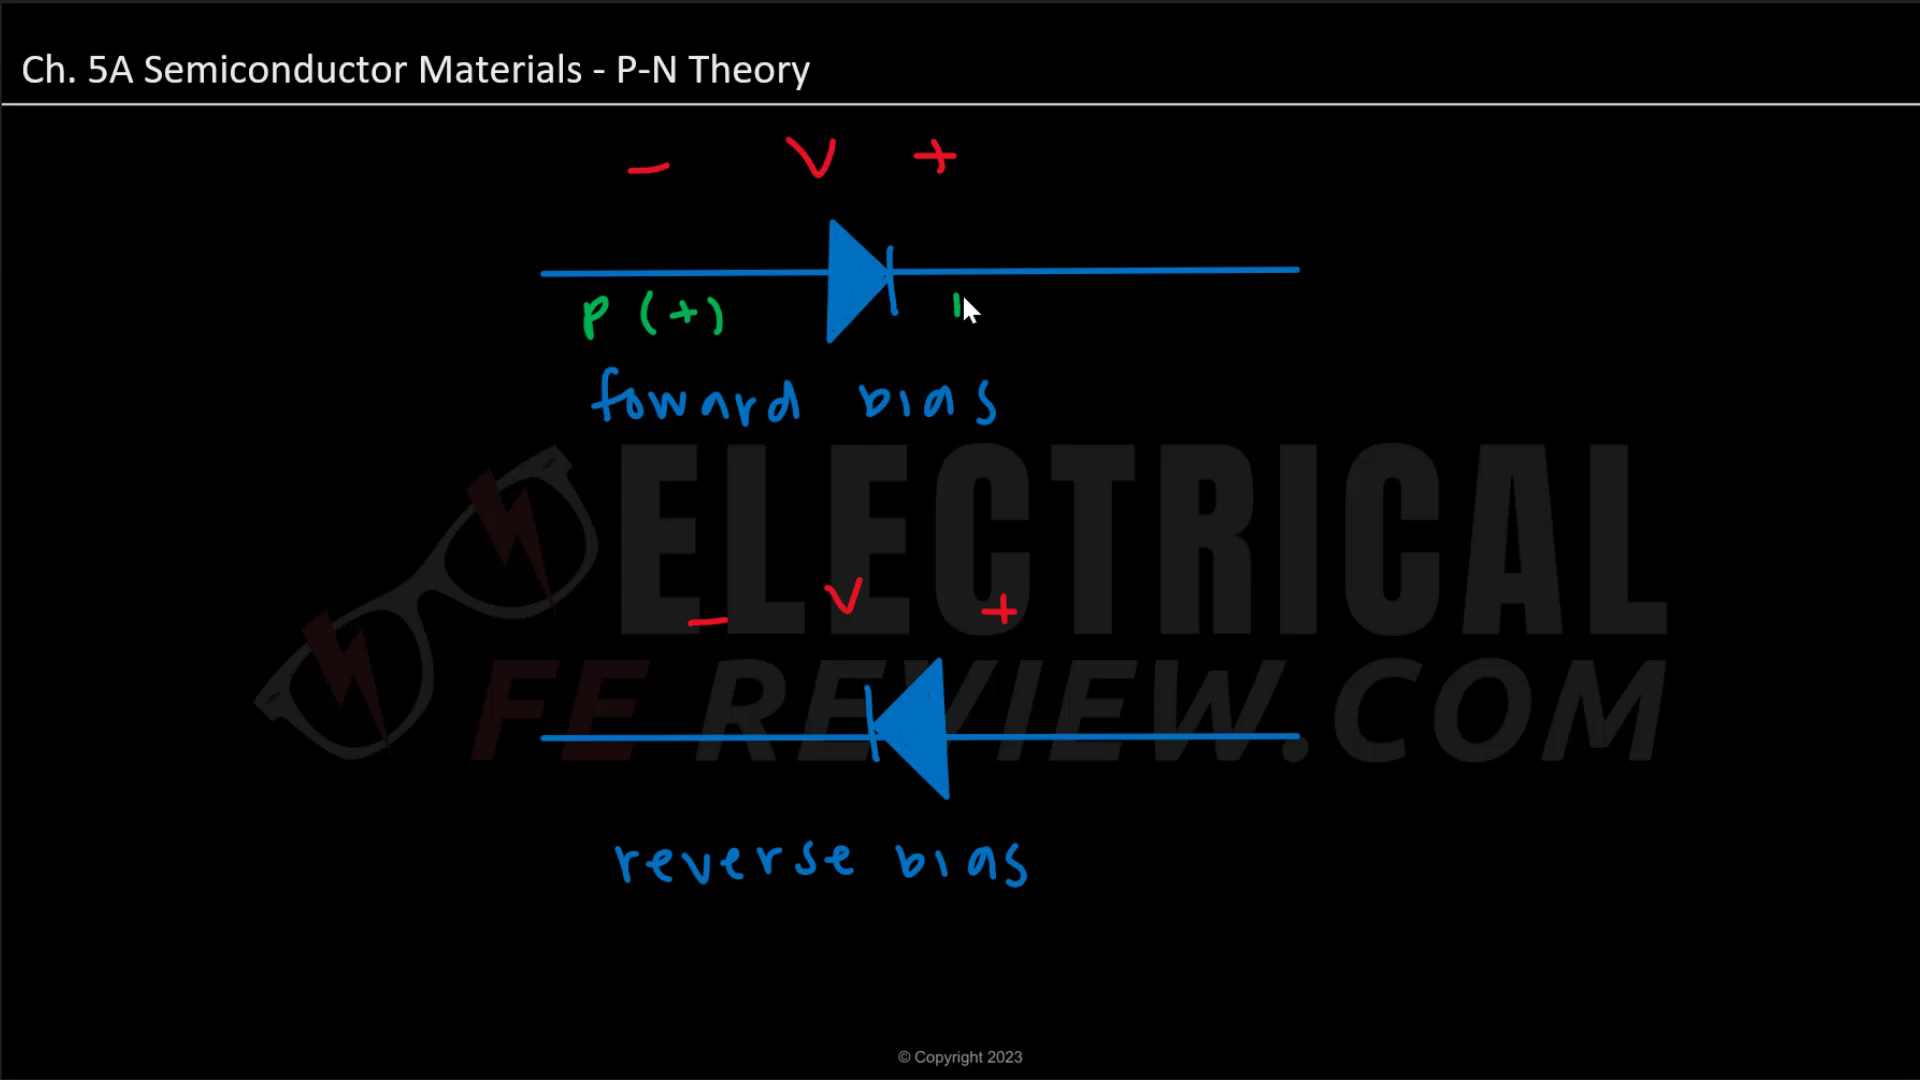 Ch. 5A Semiconductor Materials - P-N Theory
- V +
P (+)
foward bias
ELECTRICAL
- V +
FE REVIEW.COM
reverse bias
© Copyright 2023